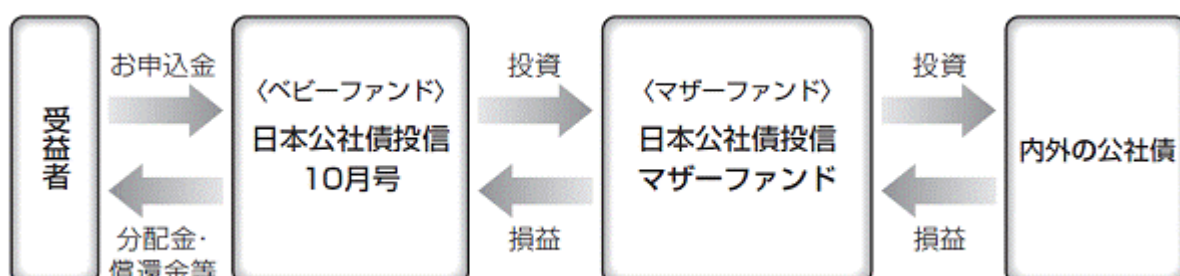 受益者
お申込金
分配金・
償還金等
〈ベビーファンド〉
日本公社債投信
10月号
投資
損益
〈マザーファンド〉
日本公社債投信
マザーファンド
投資
損益
内外の公社債